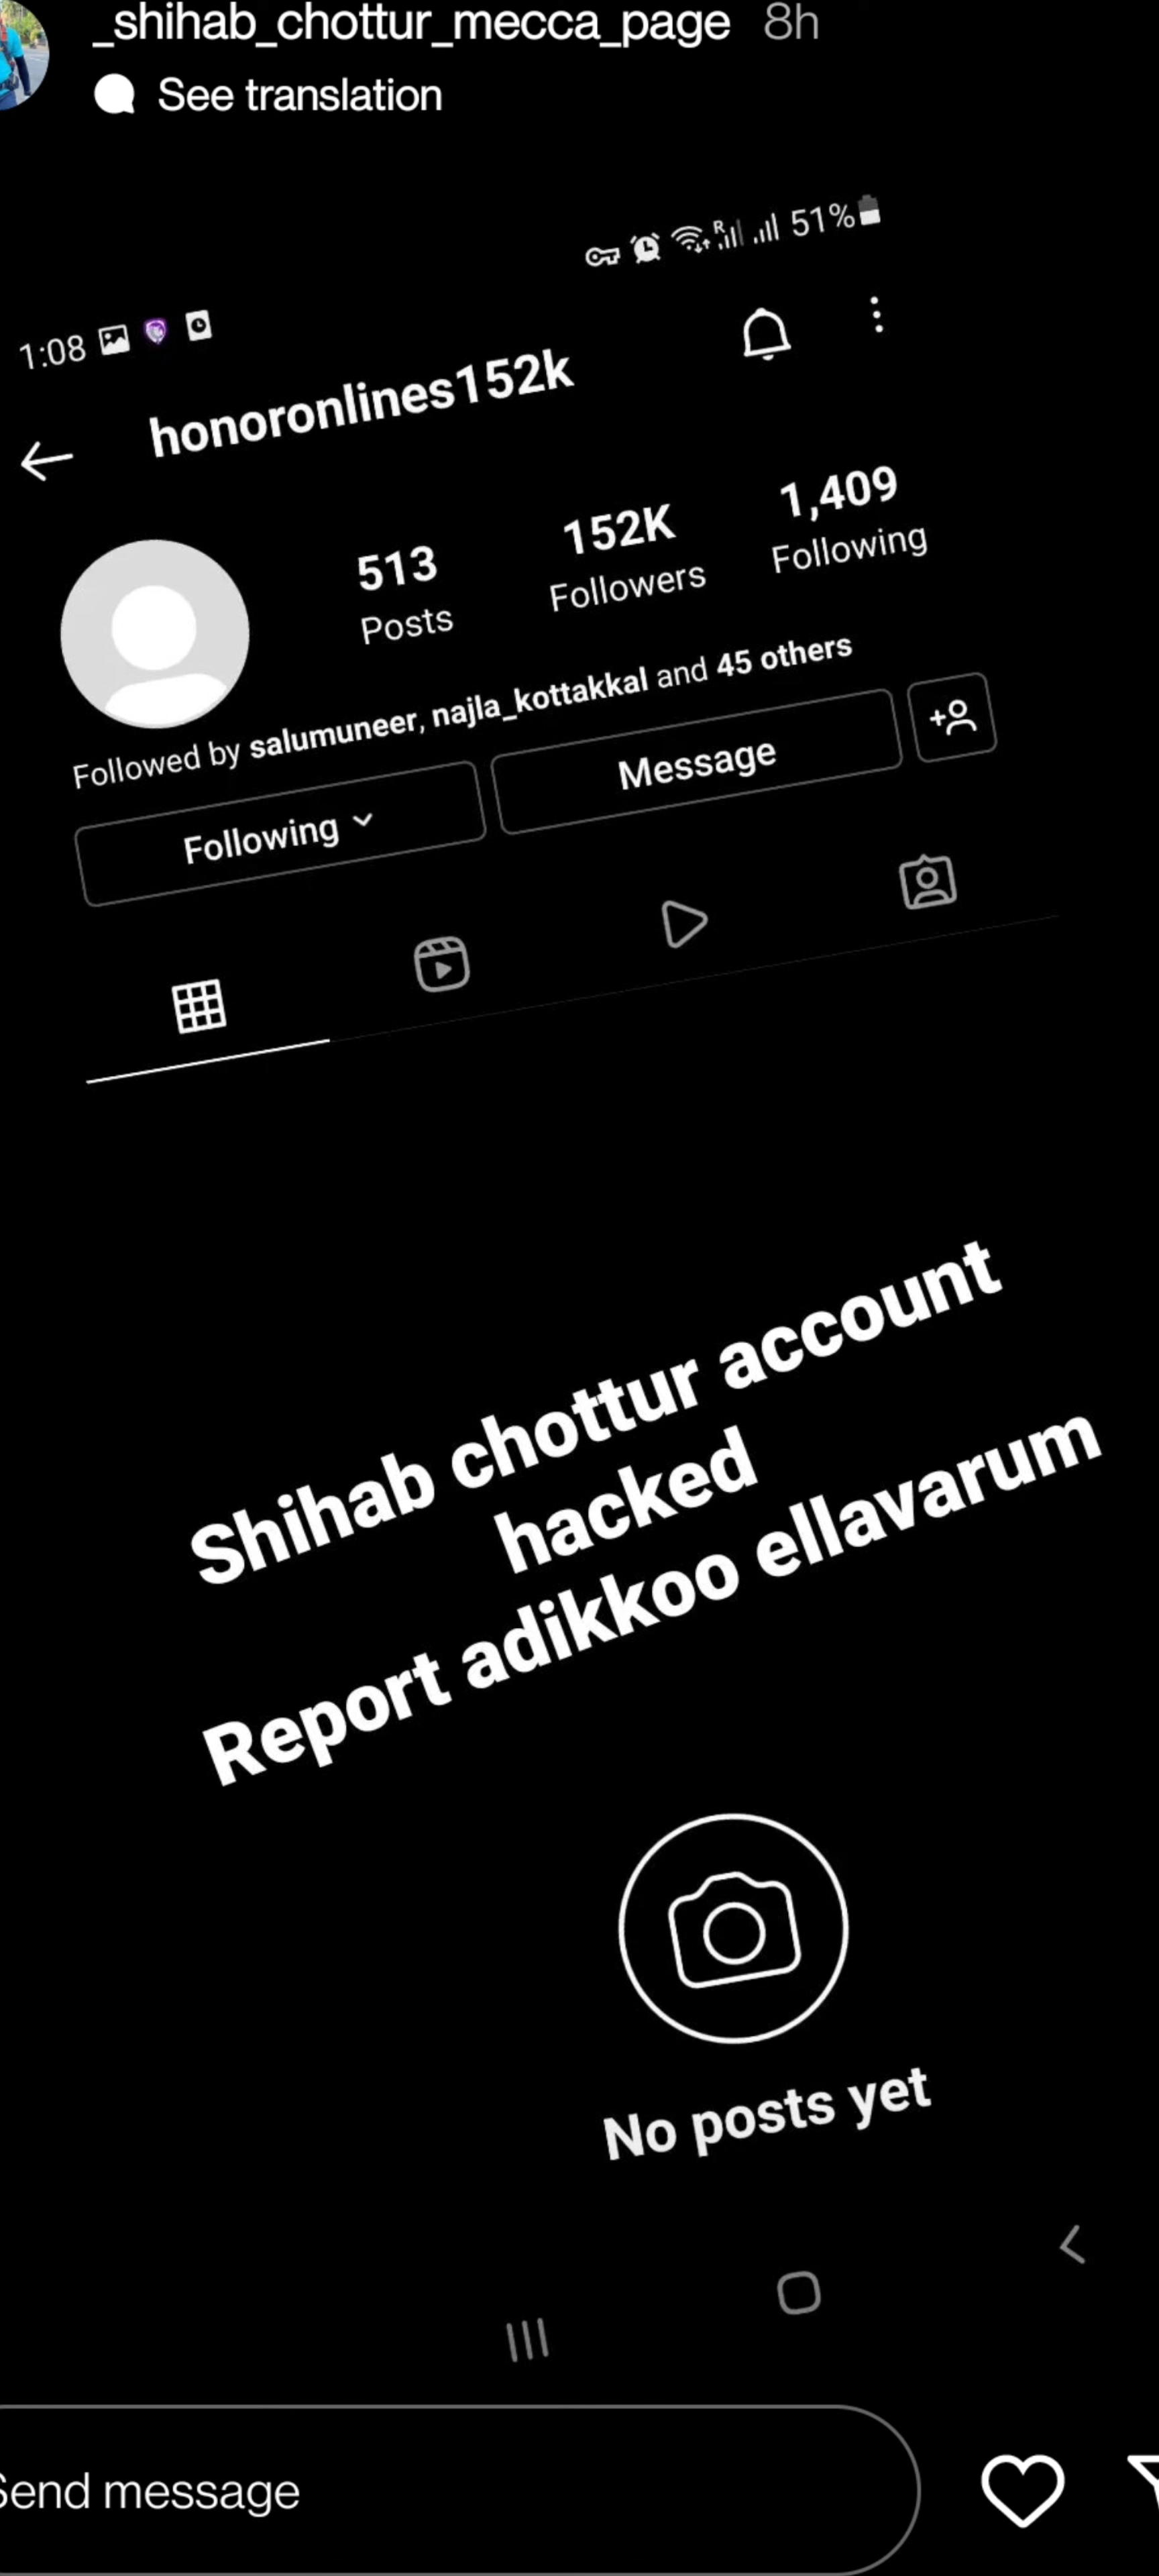 _shihab_chottur_mecca_page 8h
See translation
1:08 R 51%
honoronlines152k
513 152K 1,409
Posts Followers Following
Followed by salumuneer, najla_kottakkal and 45 others
Following Message
Shihab chottur account
hacked
Report adikkoo ellavarum
No posts yet
Send message